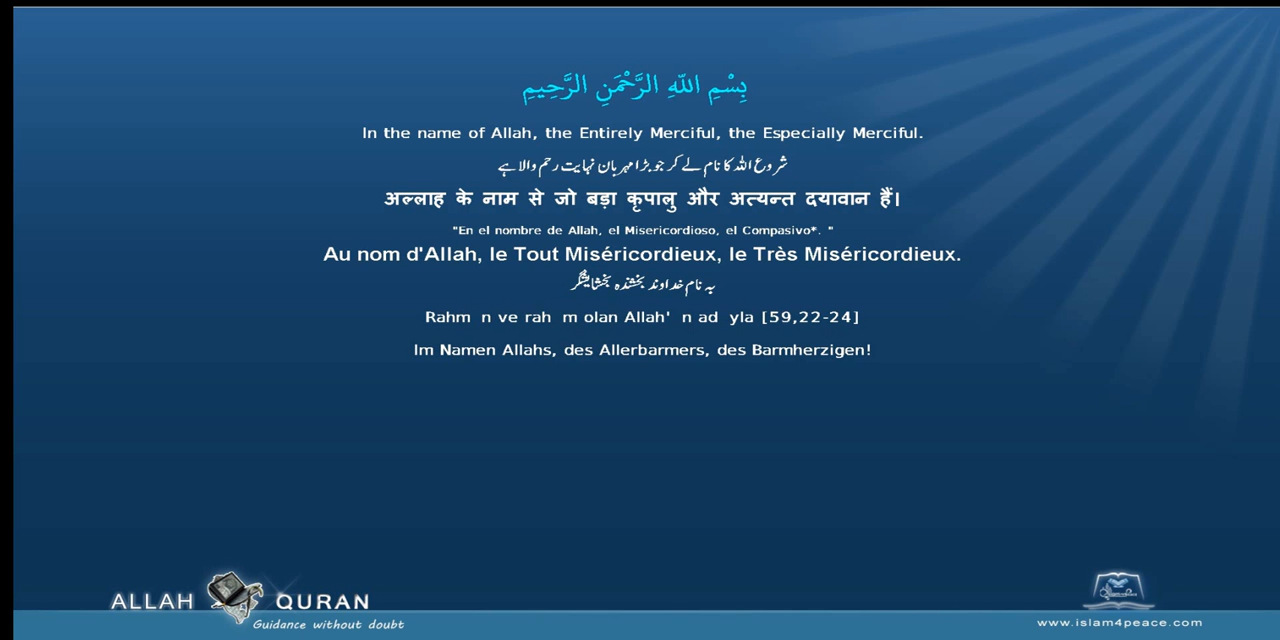 بِسْمِ اللّهِ الرَّحْمَنِ الرَّحِيمِ
In the name of Allah, the Entirely Merciful, the Especially Merciful.
شروع الله کا نام لے کر جو بڑا مہربان نہایت رحم والا ہے
अल्लाह के नाम से जो बड़ा कृपालु और अत्यन्त दयावान हैं।
"En el nombre de Allah, el Misericordioso, el Compasivo*. "
Au nom d'Allah, le Tout Miséricordieux, le Très Miséricordieux.
به نام خداوند بخشنده بخشایشگر
Rahm n ve rah m olan Allah' n ad yla [59,22-24]
Im Namen Allahs, des Allerbarmers, des Barmherzigen!
ALLAH QURAN
Guidance without doubt
www.islam4peace.com